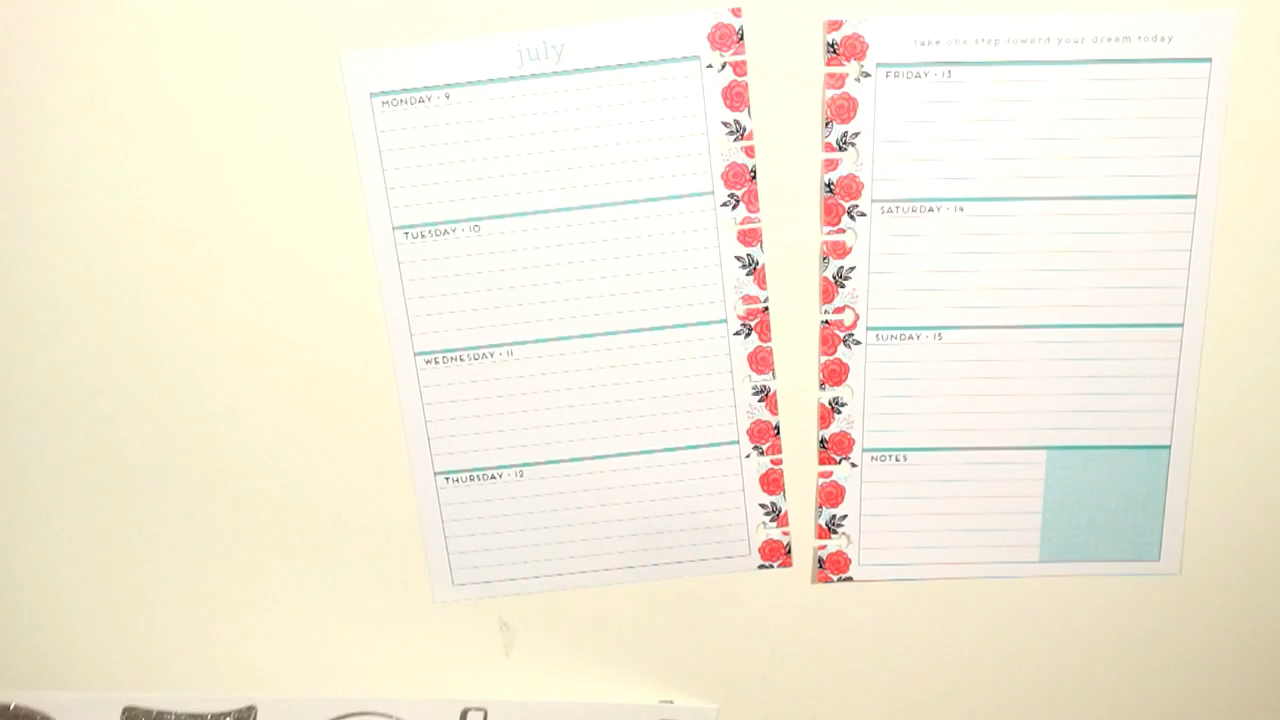 july
MONDAY • 9
TUESDAY • 10
WEDNESDAY • 11
THURSDAY • 12
take one step toward your dream today
FRIDAY • 13
SATURDAY • 14
SUNDAY • 15
NOTES